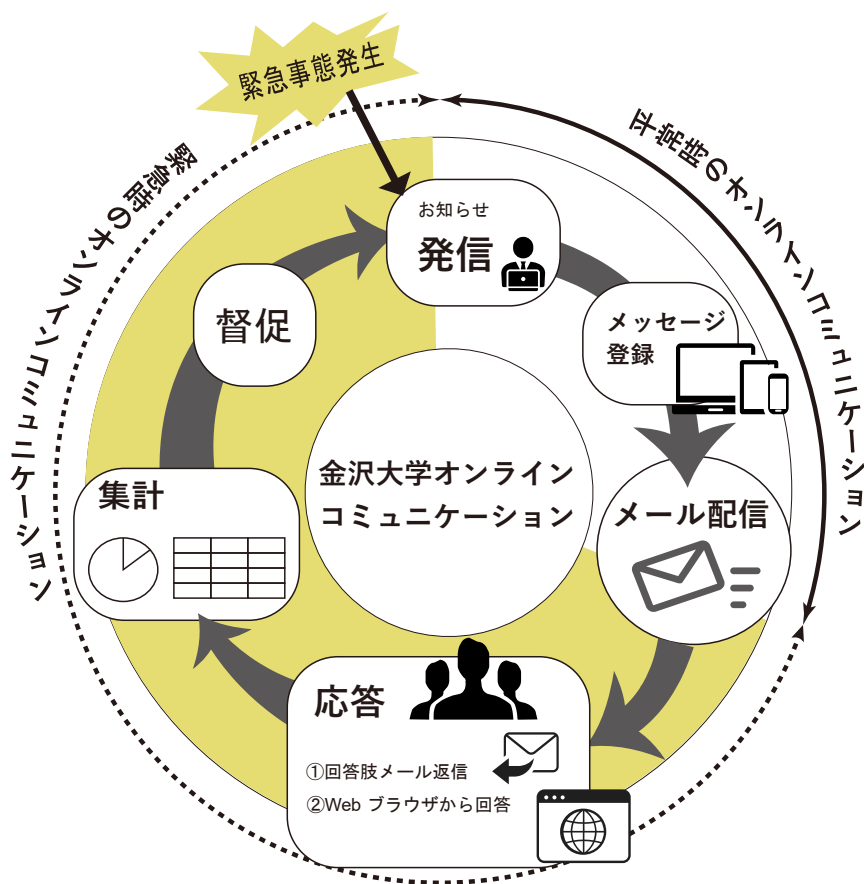 緊急事態発生
平常時のオンラインコミュニケーション
緊急時のオンラインコミュニケーション
お知らせ
発信
メッセージ
登録
督促
金沢大学オンライン
コミュニケーション
メール配信
集計
応答
①回答肢メール返信
②Web ブラウザから回答